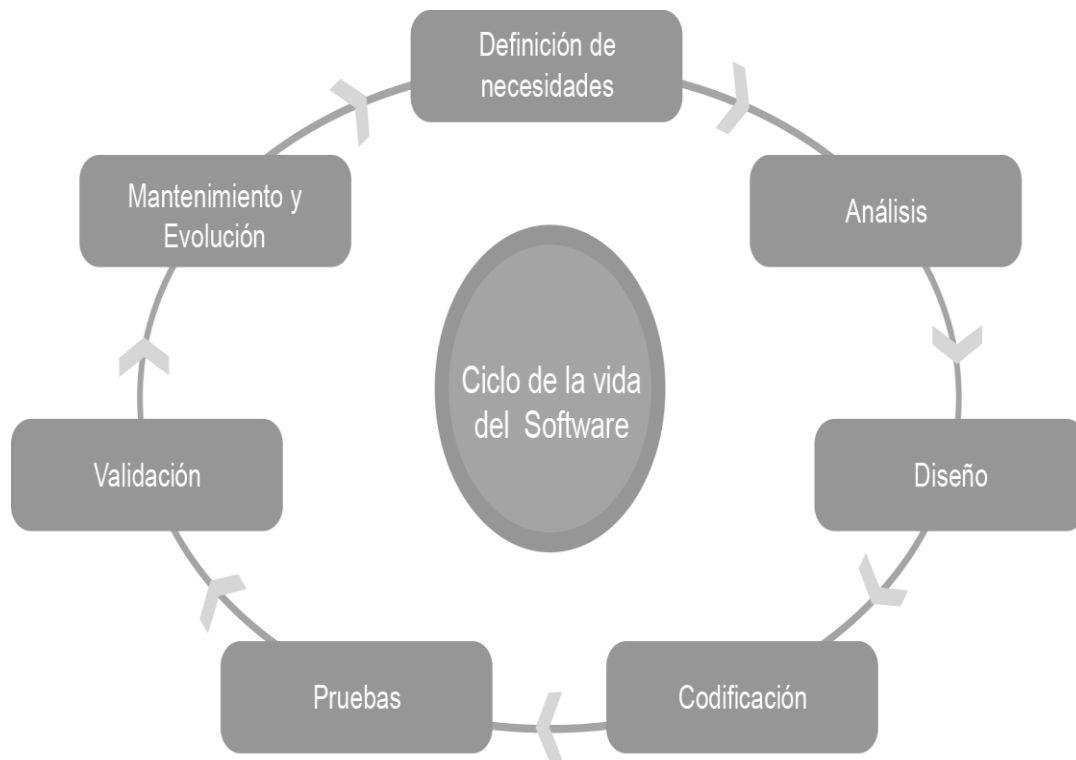 Definición de
necesidades
Análisis
Diseño
Codificación
Pruebas
Validación
Mantenimiento y
Evolución
Ciclo de la vida
del Software